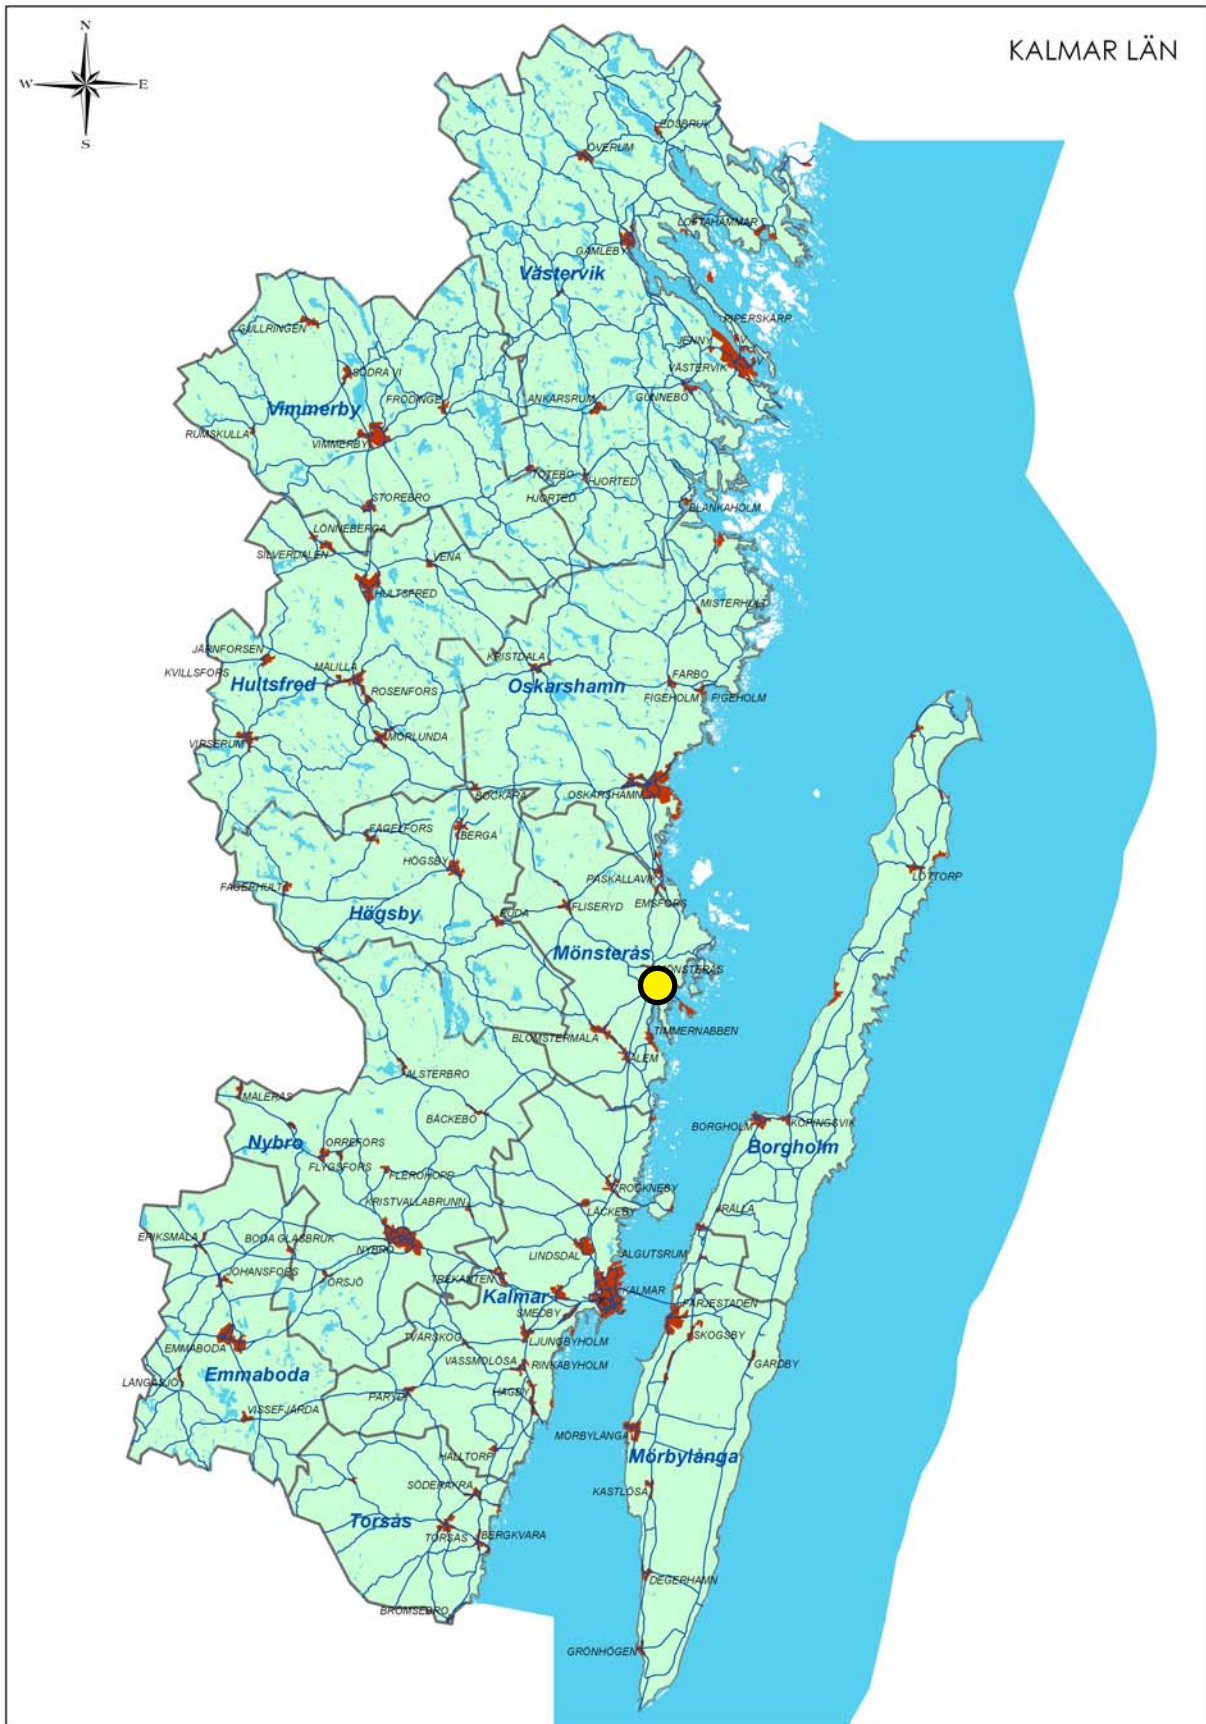 KALMAR LÄN
N
W
E
S
EDSBRUK
ÖVERUM
LOFTAHAMMAR
GAMLEBY
Västervik
PIPERSKÄRR
GULLRINGEN
JENNY
V
VÄSTERVIK
V
SÖDRA VI
GUNNEBO
FRÖDINGE
ANKARSRUM
Vimmerby
RUMSKULLA
VIMMERBY
TOTEBO
HJORTED
HJORTED
STOREBRO
BLANKAHOLM
LÖNNEBERGA
SILVERDALEN
VENA
HULTSFRED
MISTERHULT
JÄRNFORSEN
KRISTDALA
KVILLSFORS
MÅLILLA
FÅRBO
Hultsfred
Oskarshamn
ROSENFORS
FIGEHOLM
FIGEHOLM
VIRSERUM
MÖRLUNDA
BOCKARA
OSKARSHAMN
FAGELFORS
BERGA
HÖGSBY
LÖTTORP
PÅSKALLAVIK
FAGERHULT
EMSFORS
FLISERYD
Högsby
RUDA
Mönsterås
MÖNSTERÅS
TIMMERNABBEN
BLOMSTERMÅLA
ÅLEM
ALSTERBRO
MÅLERÅS
BÄCKEBO
BORGHOLM
KÖPINGSVIK
Nybro
ORREFORS
Borgholm
FLYGSFORS
FLEROHOPP
ROCKNEBY
KRISTVALLABRUNN
LÄCKEBY
RÄLLA
ERIKSMÅLA
BODA GLASBRUK
NYBRO
LINDSDAL
ALGUTSRUM
JOHANSFORS
ÖRSJÖ
TREKANTEN
Kalmar
KALMAR
FÄRJESTADEN
SMEDBY
SKOGSBY
TVÄRSKOG
LJUNGBYHOLM
EMMABODA
VASSMOLÖSA
RINKABYHOLM
GÅRDBY
Emmaboda
LÅNGASJÖ
PÅRYD
HAGBY
VISSEFJÄRDA
MÖRBYLÅNGA
HALLTORP
Mörbylånga
SÖDERÅKRA
KASTLÖSA
Torsås
TORSÅS
BERGKVARA
DEGERHAMN
BRÖMSEBRO
GRÖNHÖGEN